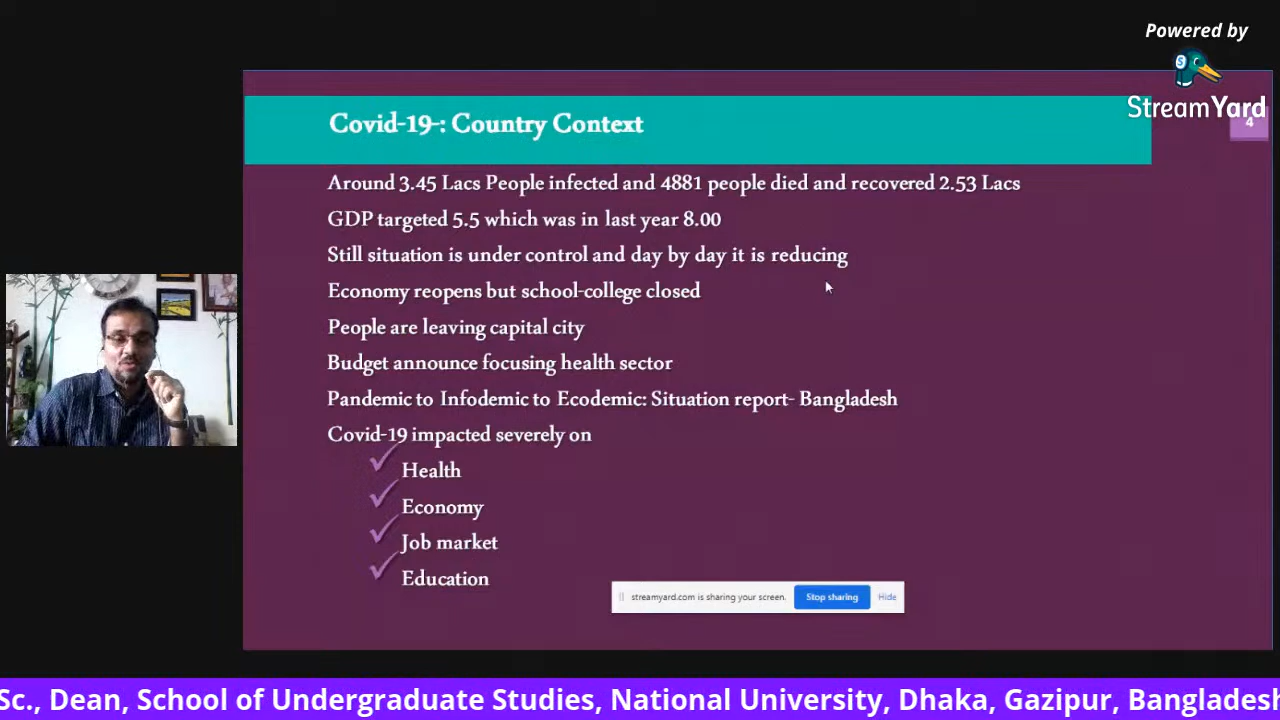 Powered by
StreamYard
4
Covid-19-: Country Context
Around 3.45 Lacs People infected and 4881 people died and recovered 2.53 Lacs
GDP targeted 5.5 which was in last year 8.00
Still situation is under control and day by day it is reducing
Economy reopens but school-college closed
People are leaving capital city
Budget announce focusing health sector
Pandemic to Infodemic to Ecodemic: Situation report- Bangladesh
Covid-19 impacted severely on
Health
Economy
Job market
Education
streamyard.com is sharing your screen. Stop sharing Hide
Sc., Dean, School of Undergraduate Studies, National University, Dhaka, Gazipur, Bangladesh